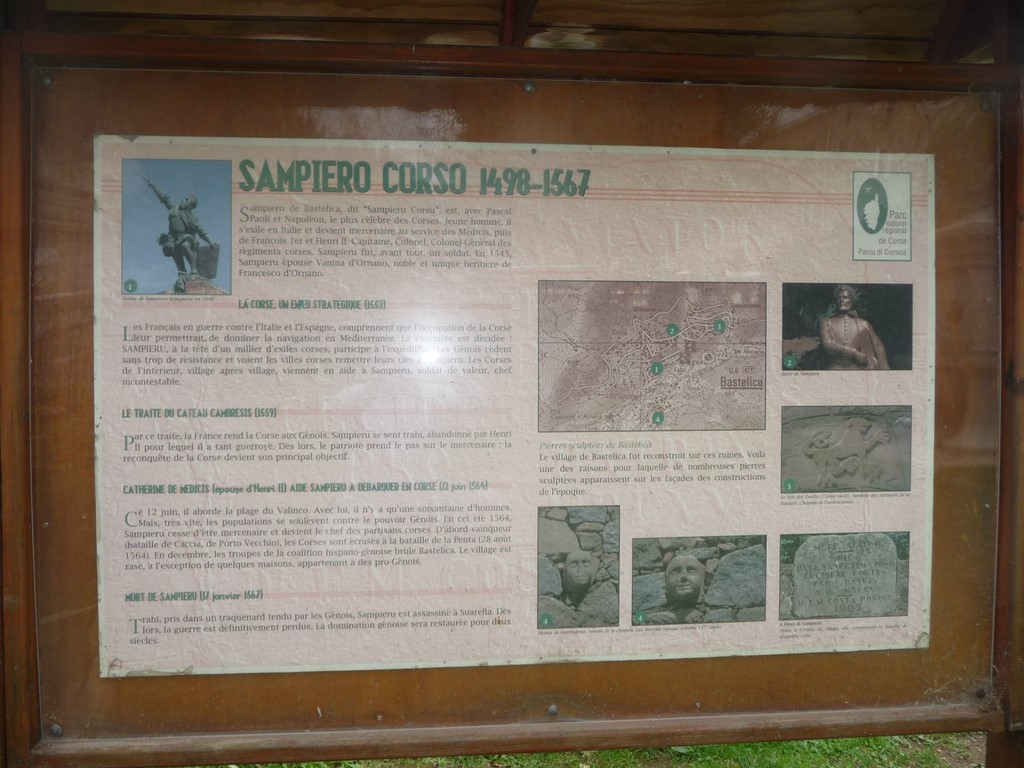 SAMPIERO CORSO 1498-1567
Sampiero de Bastelica, dit "Sampieru Corsu", est, avec Pascal
Paoli et Napoléon, le plus célèbre des Corses. Jeune homme, il
s'exile en Italie et devient mercenaire au service des Médicis, puis
de François 1er et Henri II. Capitaine, Colonel, Colonel-Général des
régiments corses, Sampieru fut, avant tout, un soldat. En 1545,
Sampieru épouse Vanina d'Ornano, noble et unique héritière de
Francesco d'Ornano.
1
LA CORSE, UN ENJEU STRATEGIQUE (1553)
Les Français en guerre contre l'Italie et l'Espagne, comprennent que l'occupation de la Corse
leur permettrait de dominer la navigation en Méditerranée. La conquête est décidée !
SAMPIERU, à la tête d'un millier d'exilés corses, participe à l'expédition. Les Génois cèdent
sans trop de résistance et voient les villes corses remettre leurs clés Les Corses
de l'intérieur, village après village, viennent en aide à Sampieru, soldat de valeur, chef
incontestable.
LE TRAITE DU CATEAU CAMBRESIS (1559)
Par ce traité, la France rend la Corse aux Génois. Sampieru se sent trahi, abandonné par Henri
II pour lequel il a tant guerroyé. Dès lors, le patriote prend le pas sur le mercenaire : la
reconquête de la Corse devient son principal objectif.
CATHERINE DE MEDICIS (épouse d'Henri II) AIDE SAMPIERU A DEBARQUER EN CORSE (12 juin 1564)
Ce 12 juin, il aborde la plage du Valinco. Avec lui, il n'y a qu'une soixantaine d'hommes.
Mais, très vite, les populations se soulèvent contre le pouvoir Génois. En cet été 1564,
Sampieru cesse d'être mercenaire et devient le chef des partisans corses. D'abord vainqueur
(bataille de Caccia, de Porto Vecchio), les Corses sont écrasés à la bataille de la Penta (28 août
1564). En décembre, les troupes de la coalition hispano-génoise brûle Bastelica. Le village est
rasé, à l'exception de quelques maisons, appartenant à des pro-Génois.
MORT DE SAMPIERU (17 janvier 1567)
Trahi, pris dans un traquenard tendu par les Génois, Sampieru est assassiné à Suarella. Dès
lors, la guerre est définitivement perdue. La domination génoise sera restaurée pour deux
siècles.
Parc
naturel
régional
de Corse
Parcu di Corsica
2
3
1
4
Bastelica
Pierres sculptées de Bastelica
Le village de Bastelica fut reconstruit sur ces ruines. Voilà
une des raisons pour laquelle de nombreuses pierres
sculptées apparaissent sur les façades des constructions
de l'époque.
2
3
4
4